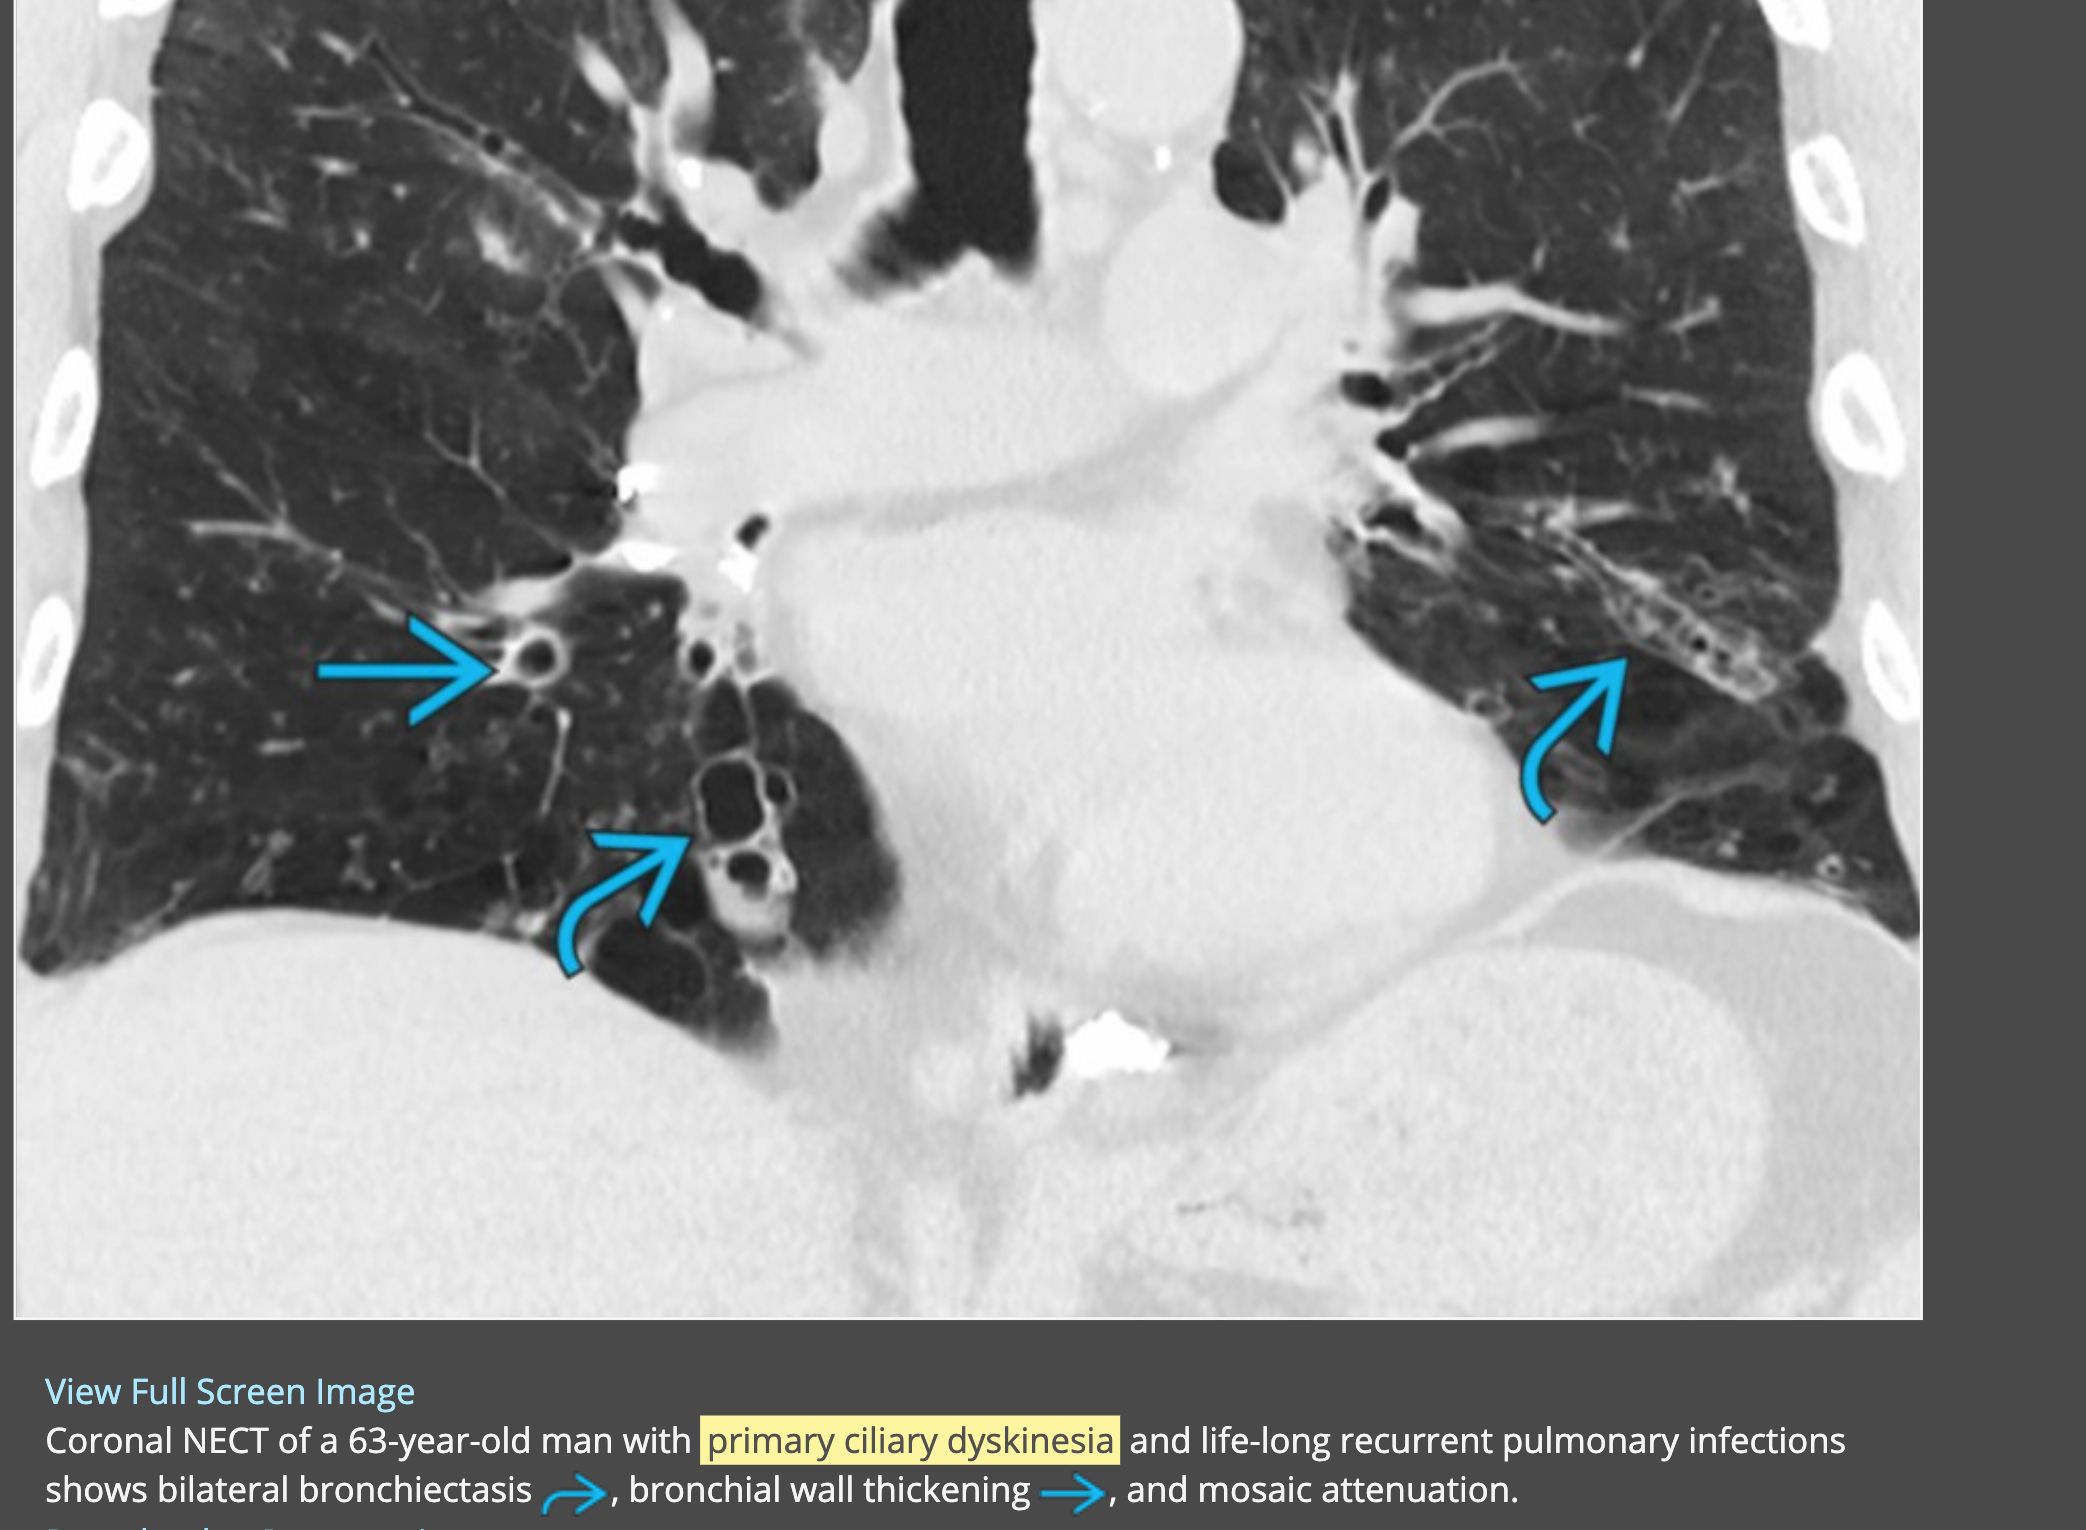 View Full Screen Image
Coronal NECT of a 63-year-old man with primary ciliary dyskinesia and life-long recurrent pulmonary infections
shows bilateral bronchiectasis , bronchial wall thickening , and mosaic attenuation.